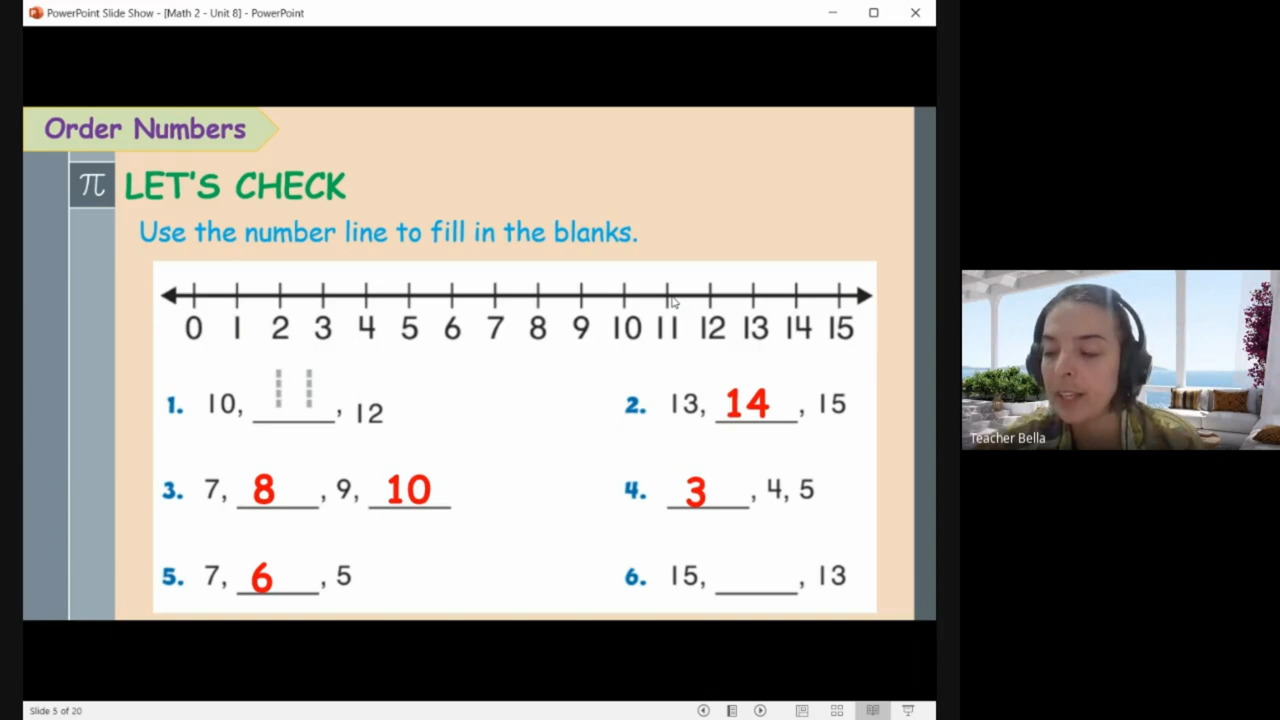 PowerPoint Slide Show - [Math 2 - Unit 8] - PowerPoint
Order Numbers
π LET'S CHECK
Use the number line to fill in the blanks.
0 1 2 3 4 5 6 7 8 9 10 11 12 13 14 15
1. 10, 11, 12
2. 13, 14, 15
3. 7, 8, 9, 10
4. 3, 4, 5
5. 7, 6, 5
6. 15, ______, 13
Teacher Bella
Slide 5 of 20